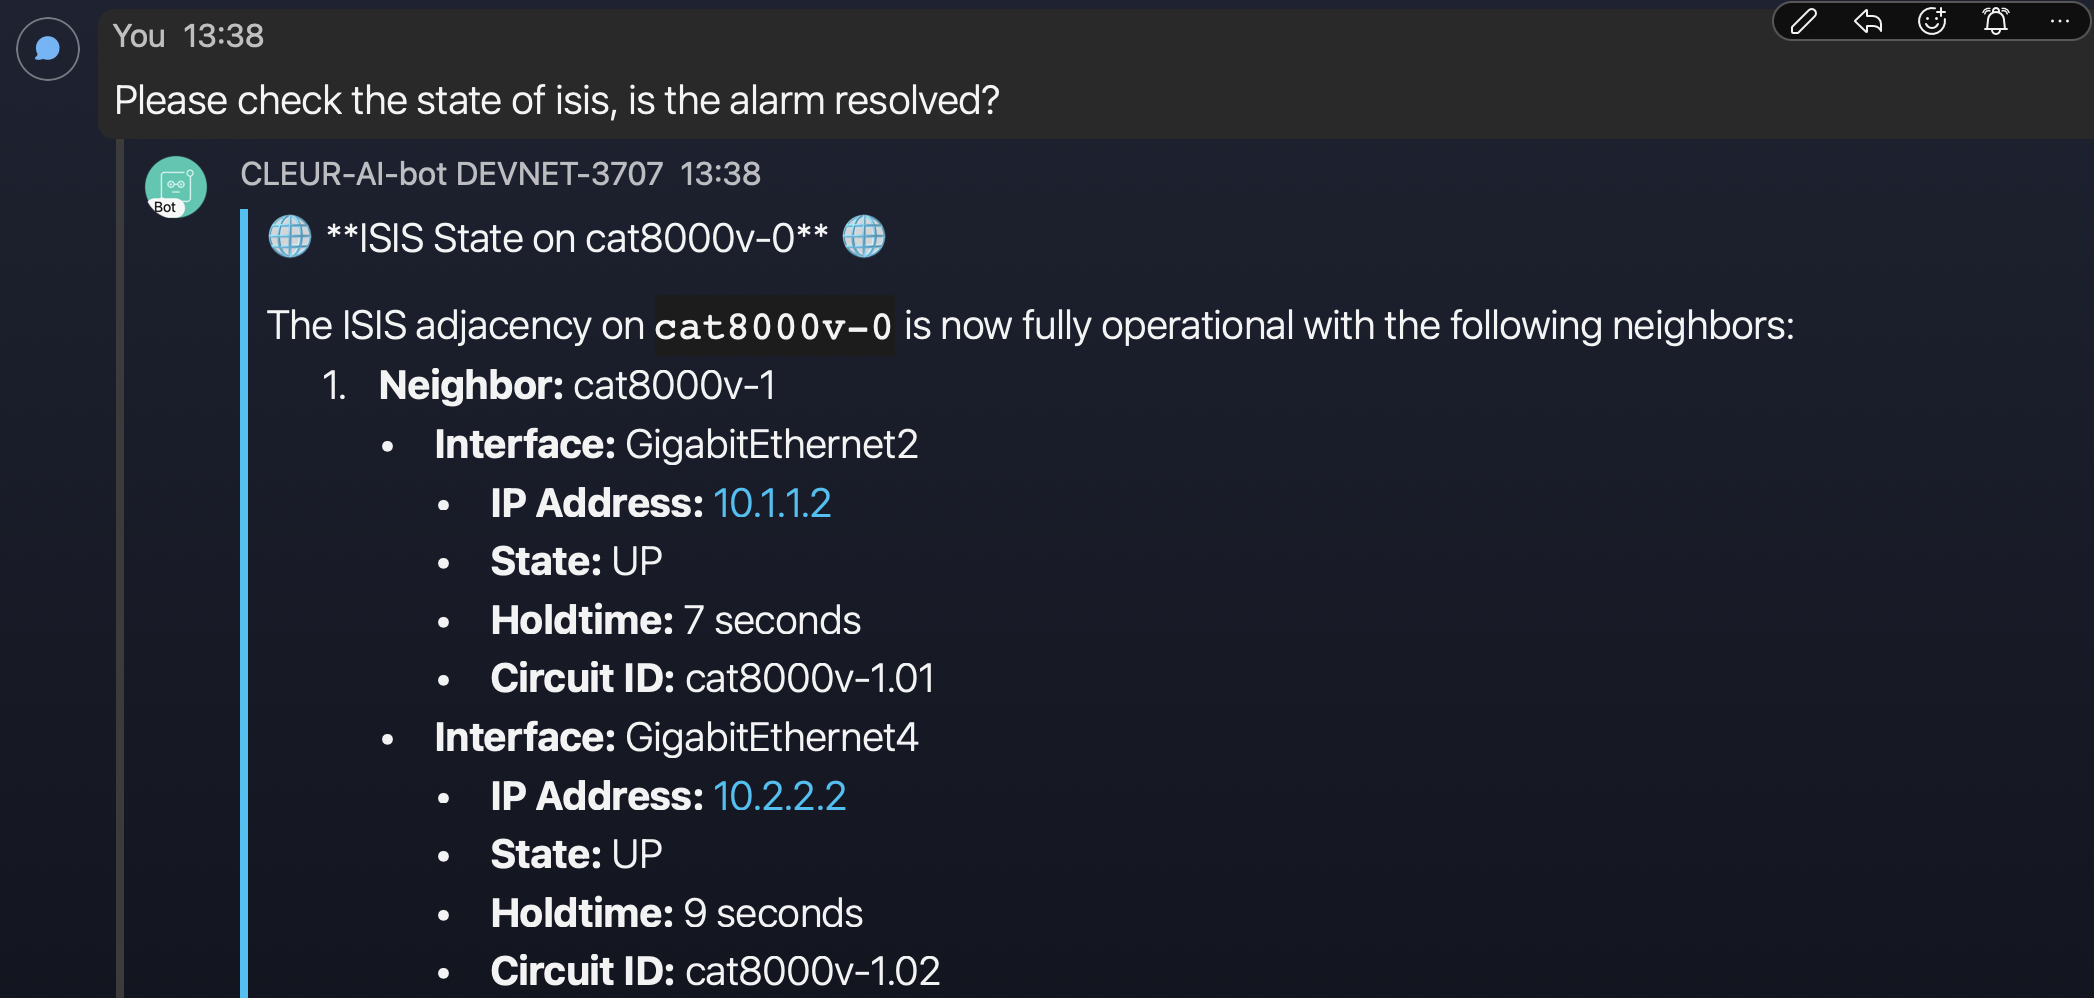 You 13:38
Please check the state of isis, is the alarm resolved?
CLEUR-AI-bot DEVNET-3707 13:38
Bot
**ISIS State on cat8000v-0**
The ISIS adjacency on cat8000v-0 is now fully operational with the following neighbors:
1. Neighbor: cat8000v-1
• Interface: GigabitEthernet2
• IP Address: 10.1.1.2
• State: UP
• Holdtime: 7 seconds
• Circuit ID: cat8000v-1.01
• Interface: GigabitEthernet4
• IP Address: 10.2.2.2
• State: UP
• Holdtime: 9 seconds
• Circuit ID: cat8000v-1.02